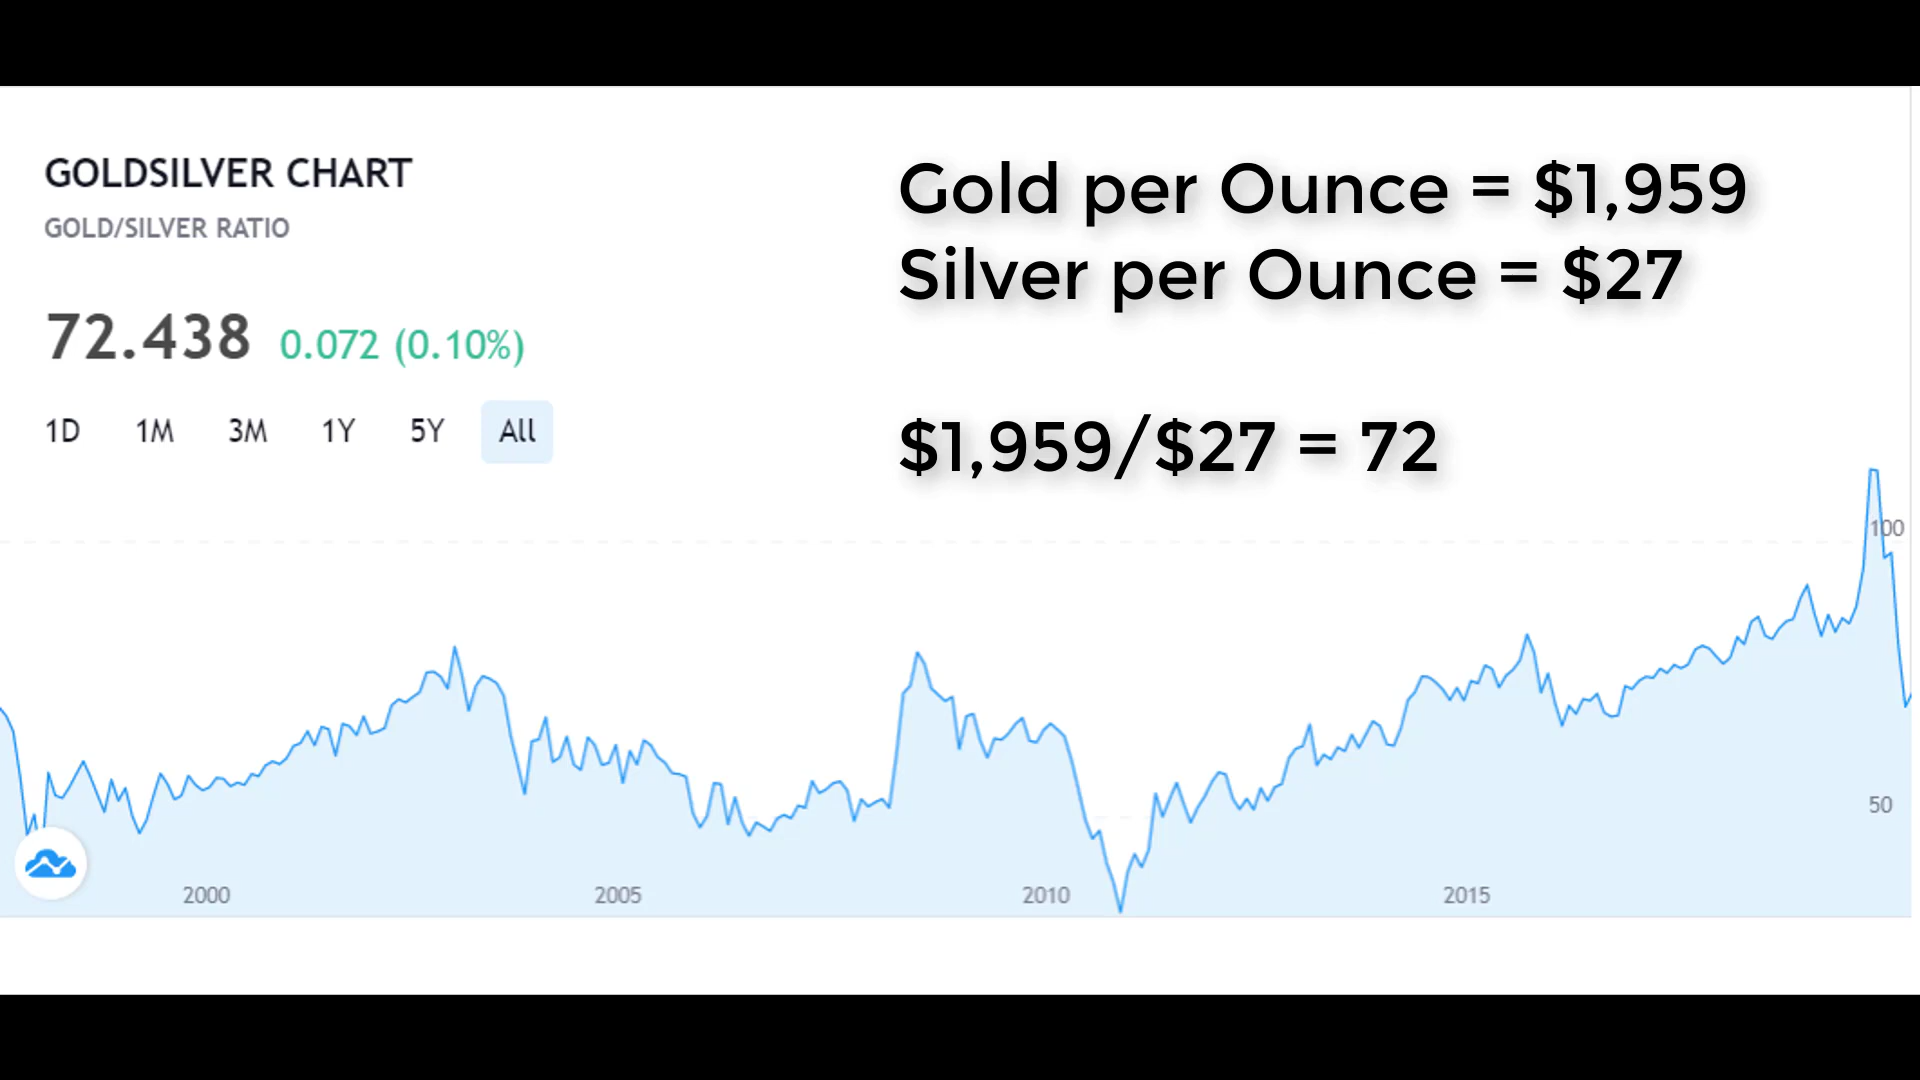 GOLDSILVER CHART
GOLD/SILVER RATIO
72.438 0.072 (0.10%)
1D 1M 3M 1Y 5Y All
Gold per Ounce = $1,959
Silver per Ounce = $27
$1,959/$27 = 72
100
50
2000 2005 2010 2015